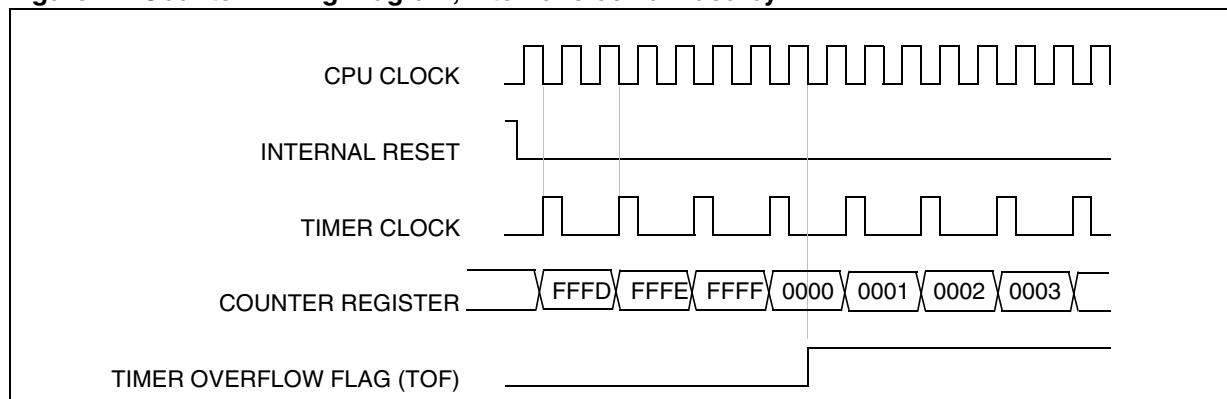 CPU CLOCK
INTERNAL RESET
TIMER CLOCK
COUNTER REGISTER FFFD FFFE FFFF 0000 0001 0002 0003
TIMER OVERFLOW FLAG (TOF)